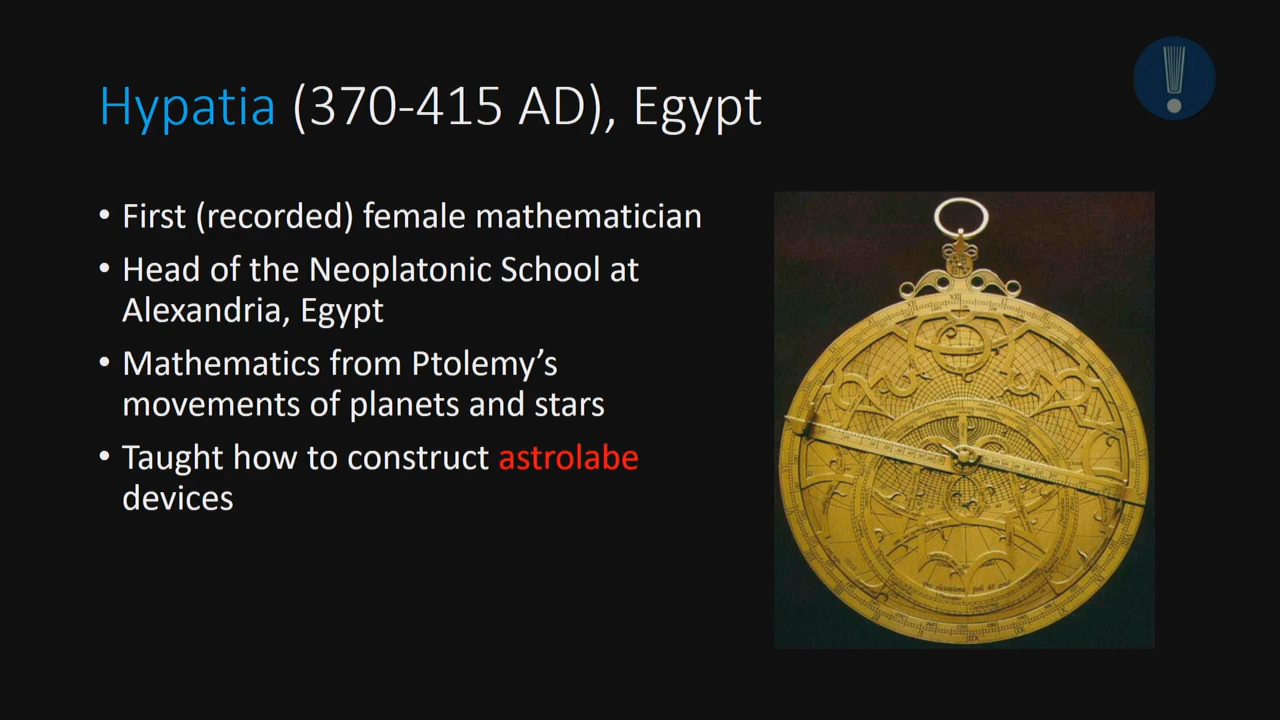 Hypatia (370-415 AD), Egypt
• First (recorded) female mathematician
• Head of the Neoplatonic School at
Alexandria, Egypt
• Mathematics from Ptolemy’s
movements of planets and stars
• Taught how to construct astrolabe
devices